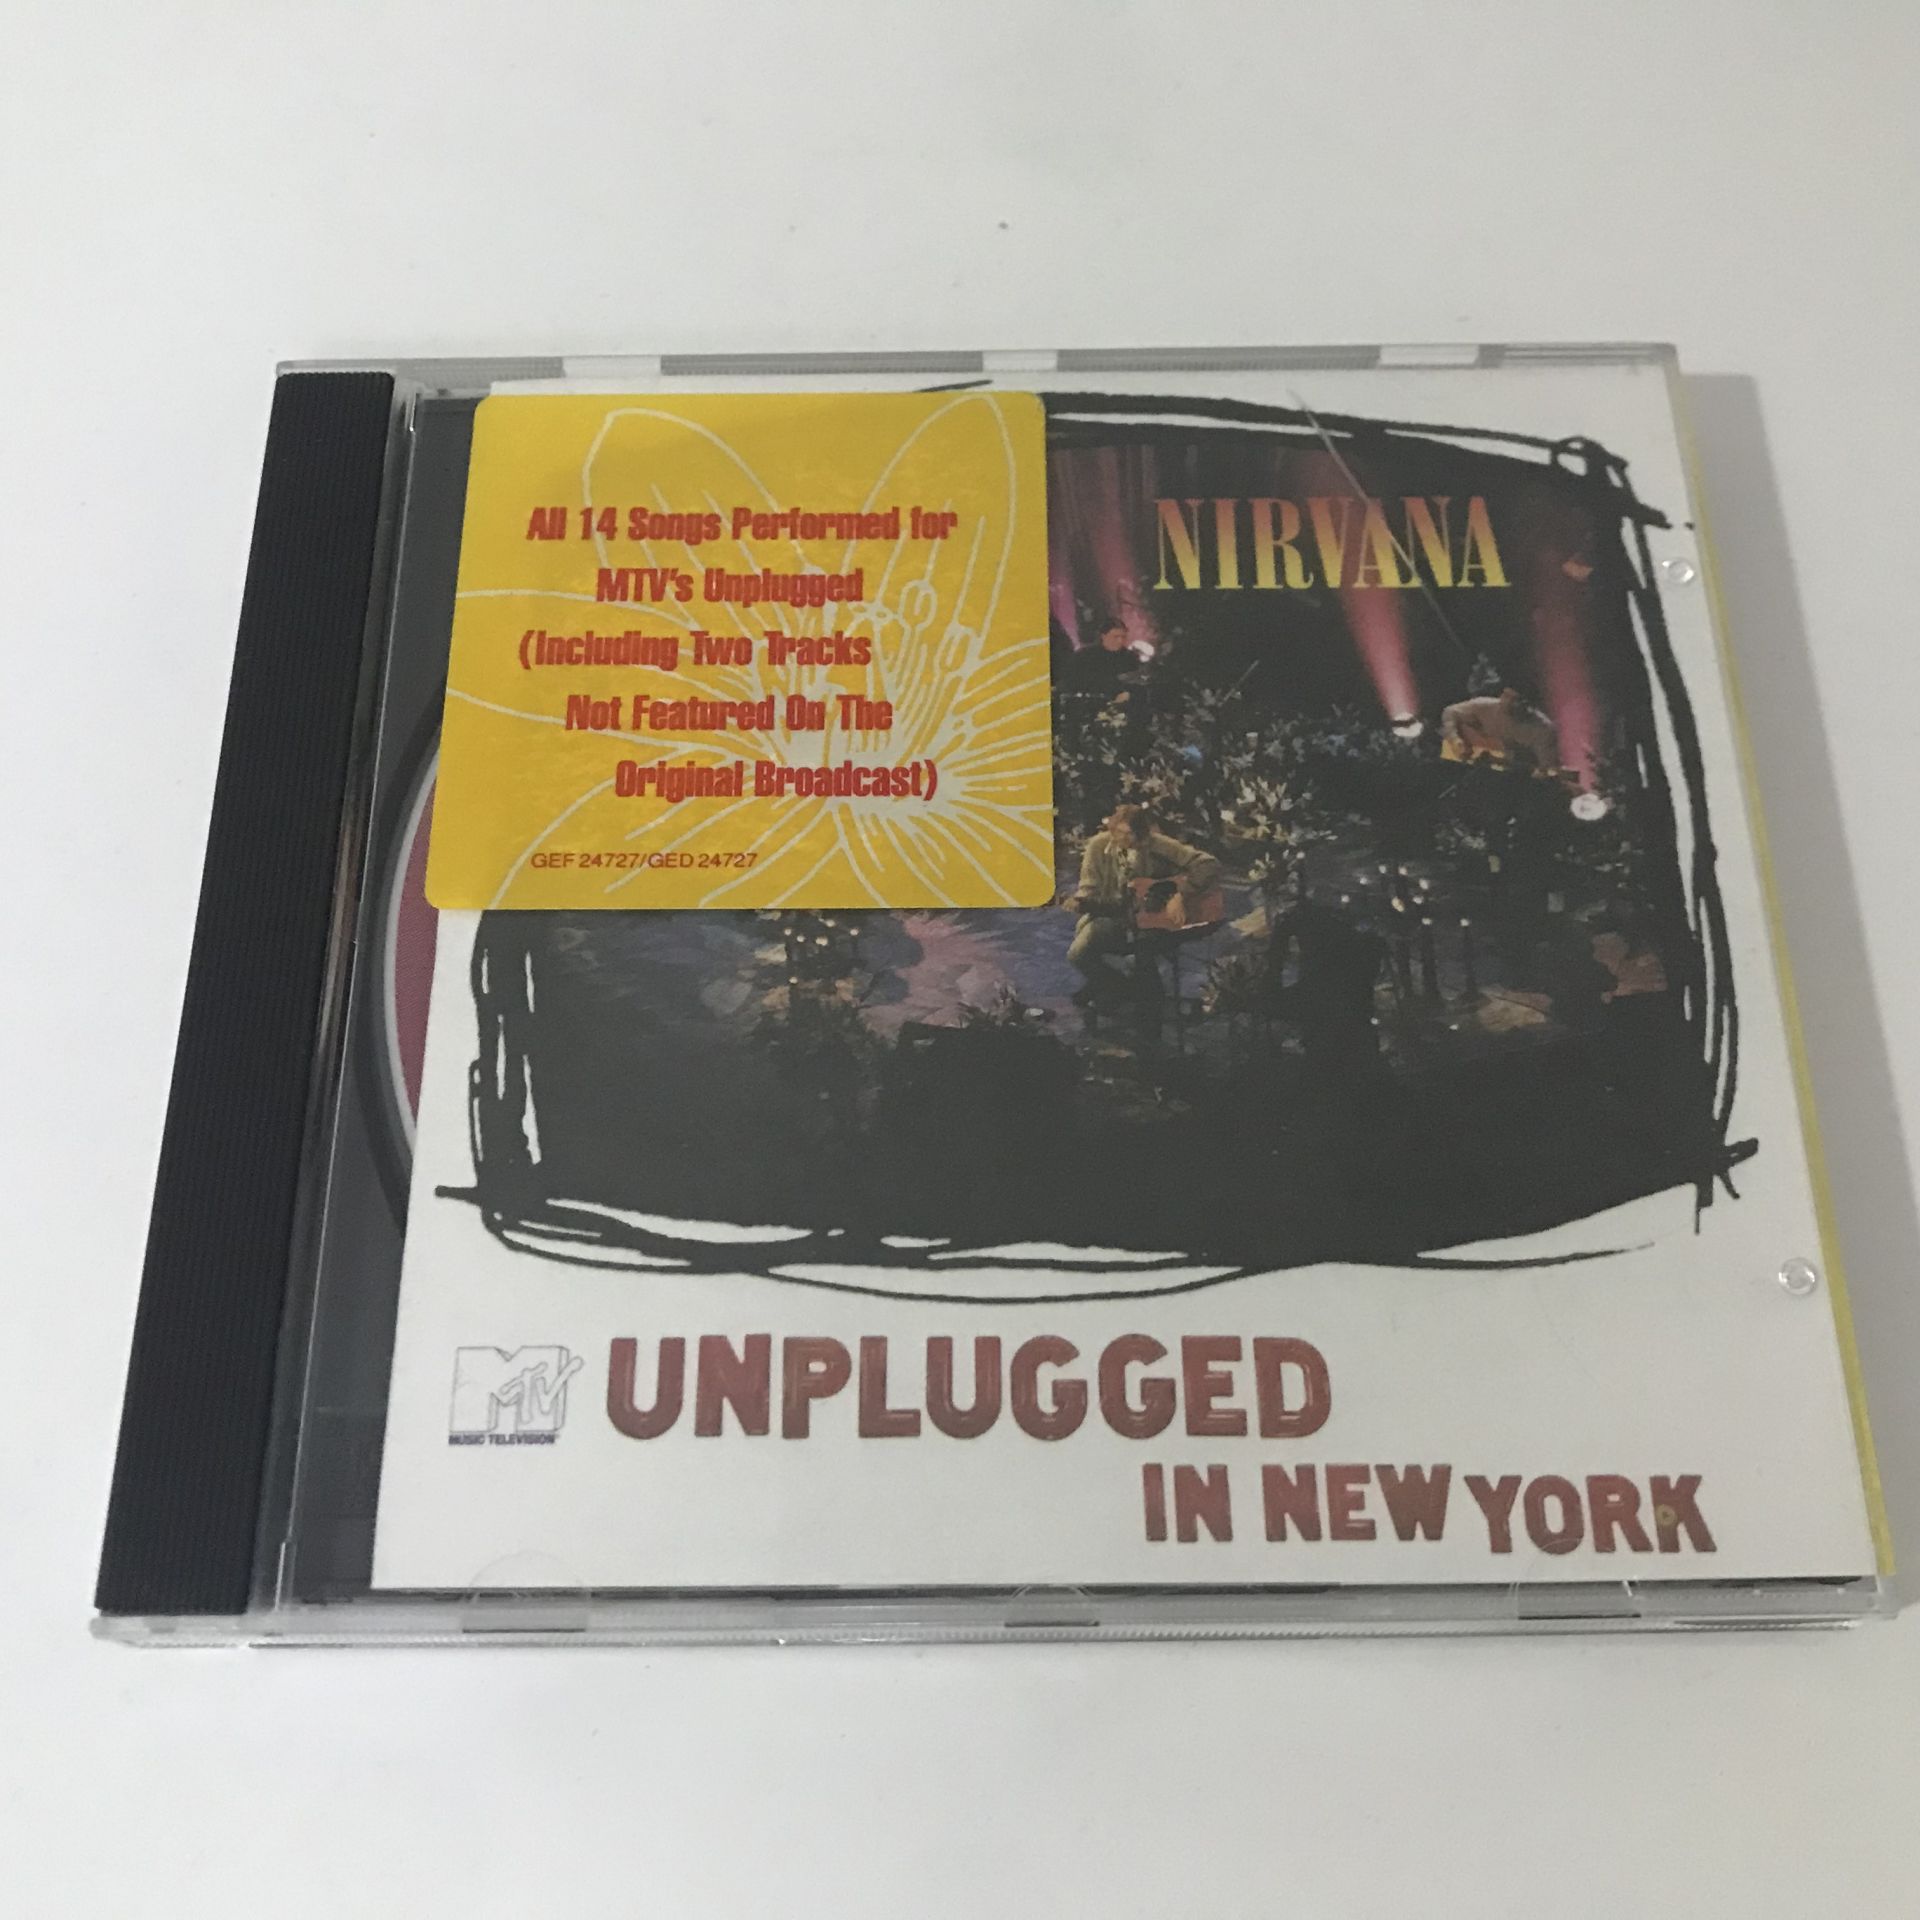 All 14 Songs Performed for
MTV's Unplugged
(Including Two Tracks
Not Featured On The
Original Broadcast)
GEF 24727/GED 24727
NIRVANA
MTV
MUSIC TELEVISION
UNPLUGGED
IN NEW YORK